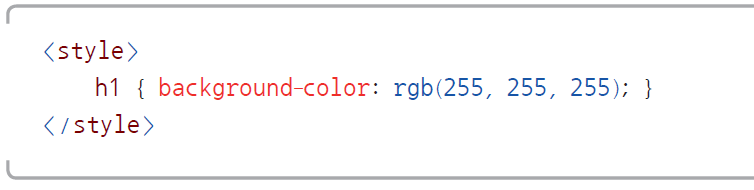 <style>
h1 { background-color: rgb(255, 255, 255); }
</style>